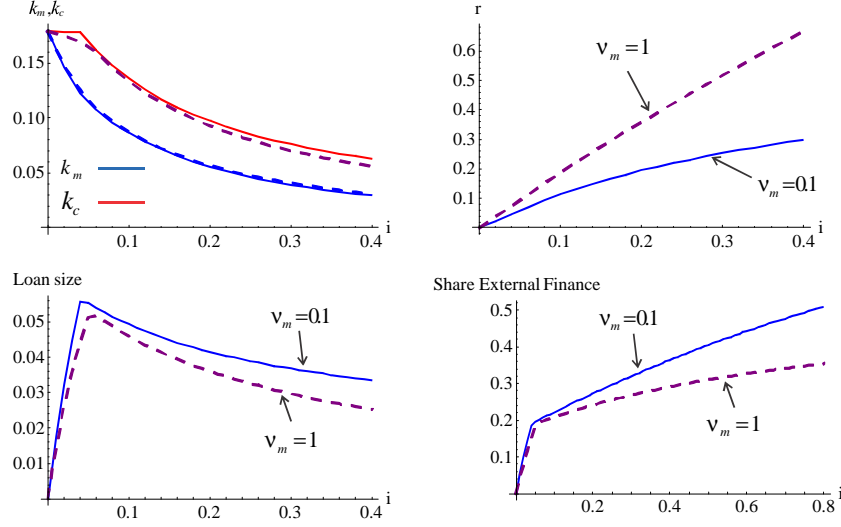 k_m,k_c
0.15
0.10
0.05
k_m
k_c
0.1 0.2 0.3 0.4 i
r
0.6
0.5
0.4
0.3
0.2
0.1
ν_m=1
ν_m=0.1
0.1 0.2 0.3 0.4 i
Loan size
0.05
0.04
0.03
0.02
0.01
ν_m=0.1
ν_m=1
0.1 0.2 0.3 0.4 i
Share External Finance
0.5
0.4
0.3
0.2
0.1
ν_m=0.1
ν_m=1
0.2 0.4 0.6 0.8 i